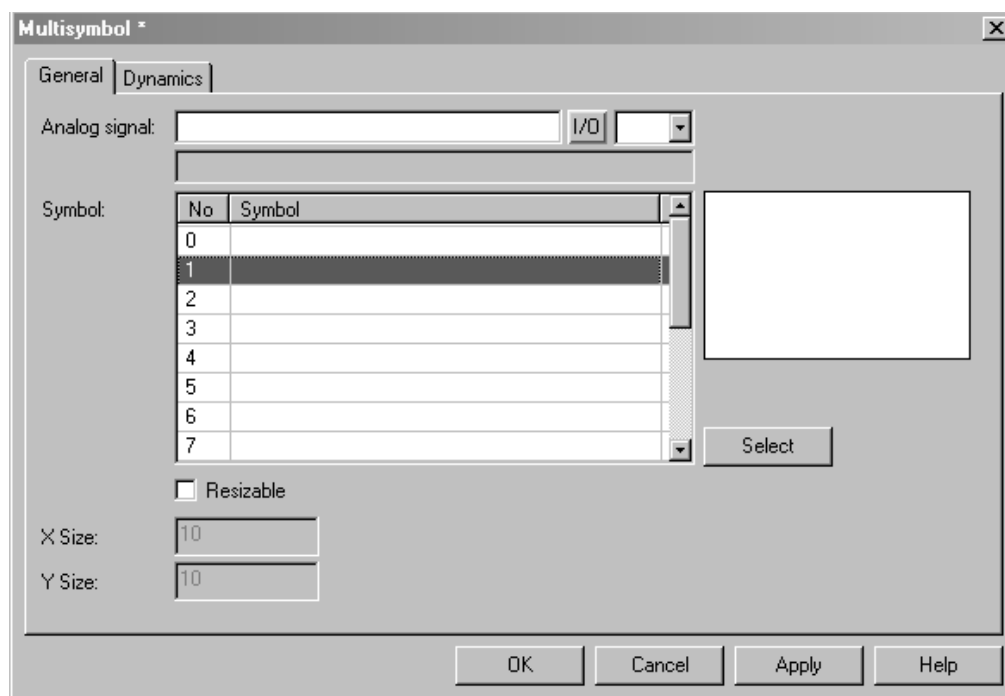 Multisymbol *
General Dynamics
Analog signal: I/O
Symbol: No Symbol
0
1
2
3
4
5
6
7
Select
Resizable
X Size: 10
Y Size: 10
OK Cancel Apply Help